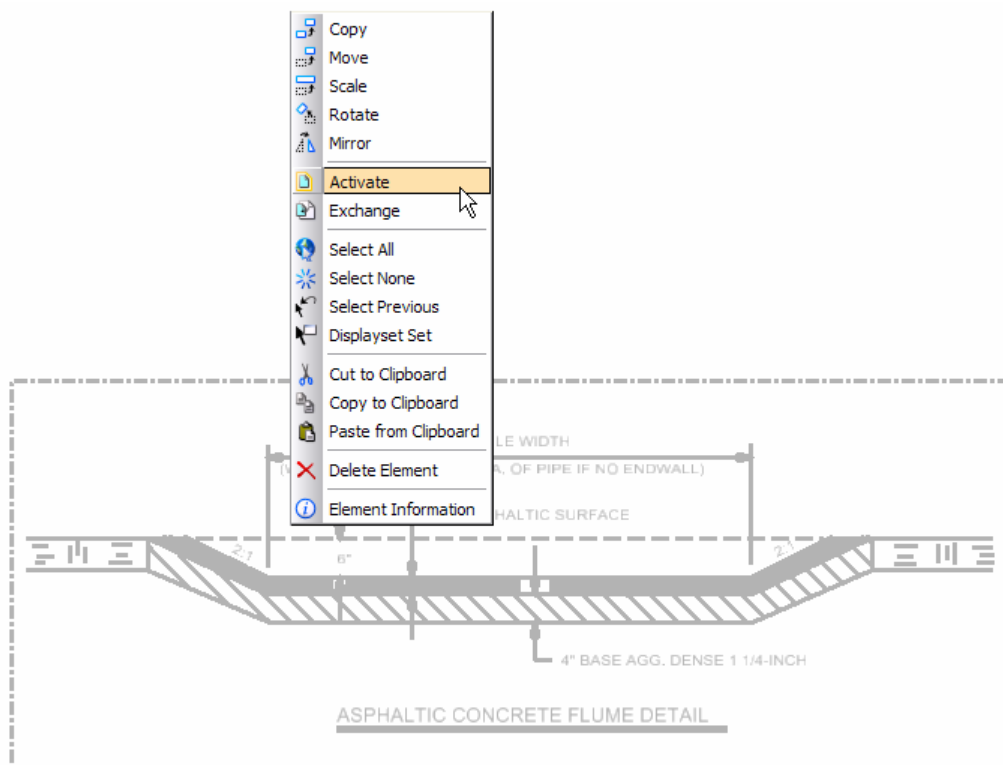 Copy
Move
Scale
Rotate
Mirror
Activate
Exchange
Select All
Select None
Select Previous
Displayset Set
Cut to Clipboard
Copy to Clipboard
Paste from Clipboard
Delete Element
Element Information
WIDTH
OF PIPE IF NO ENDWALL)
SURFACE
2:1
6"
2:1
4" BASE AGG. DENSE 1 1/4-INCH
ASPHALTIC CONCRETE FLUME DETAIL